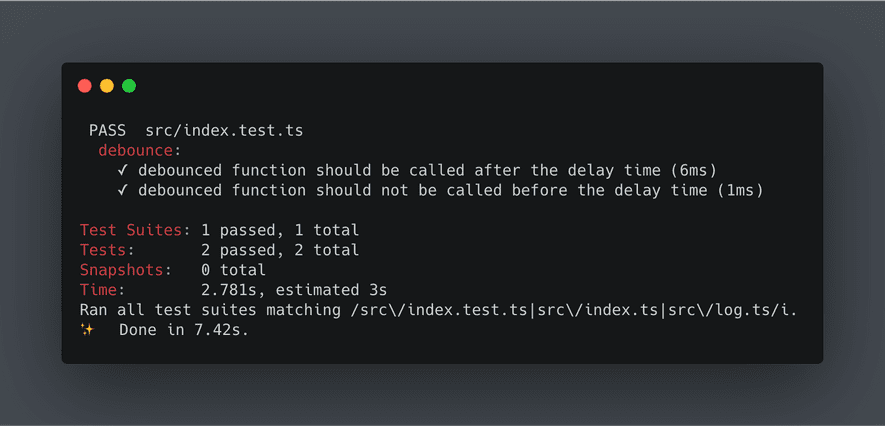 PASS  src/index.test.ts
debounce:
✓ debounced function should be called after the delay time (6ms)
✓ debounced function should not be called before the delay time (1ms)
Test Suites: 1 passed, 1 total
Tests:       2 passed, 2 total
Snapshots:   0 total
Time:        2.781s, estimated 3s
Ran all test suites matching /src\/index.test.ts|src\/index.ts|src\/log.ts/i.
✨  Done in 7.42s.